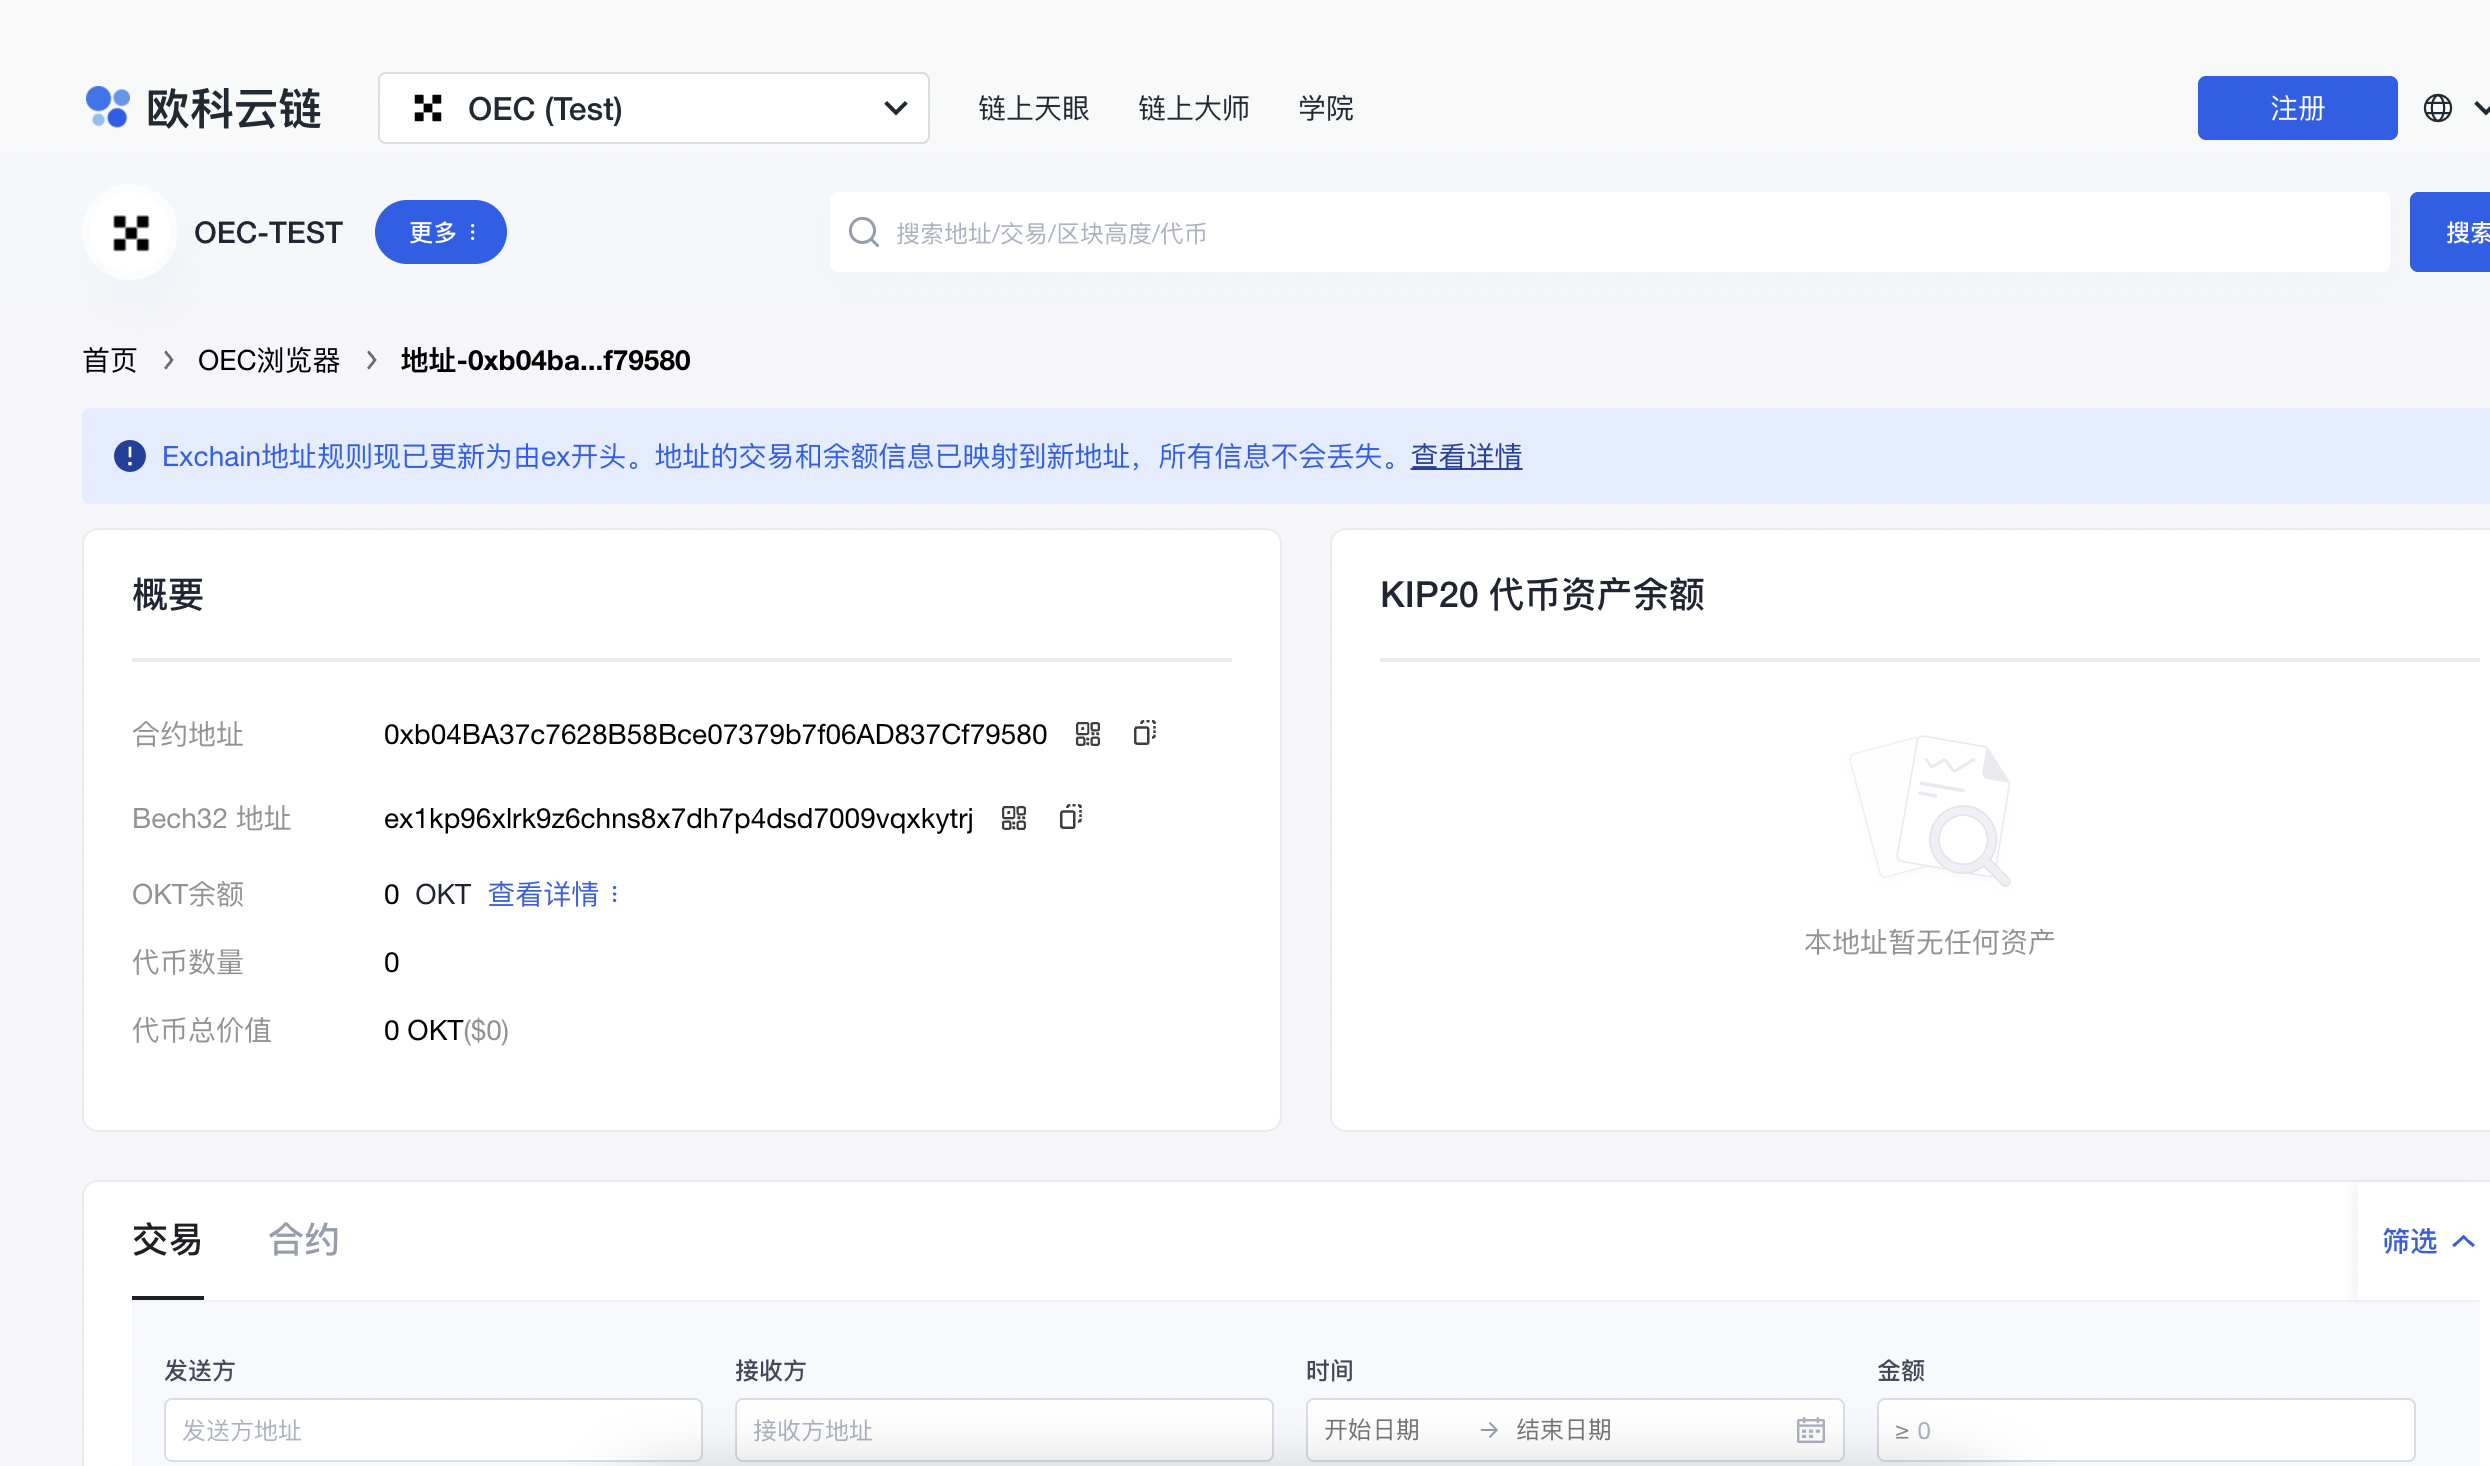 欧科云链
OEC (Test)
链上天眼
链上大师
学院
注册
OEC-TEST
更多
搜索地址/交易/区块高度/代币
搜索
首页 > OEC浏览器 > 地址-0xb04ba...f79580
Exchain地址规则现已更新为由ex开头。地址的交易和余额信息已映射到新地址，所有信息不会丢失。查看详情
概要
合约地址 0xb04BA37c7628B58Bce07379b7f06AD837Cf79580
Bech32 地址 ex1kp96xlrk9z6chns8x7dh7p4dsd7009vqxkytrj
OKT余额 0 OKT 查看详情
代币数量 0
代币总价值 0 OKT($0)
KIP20 代币资产余额
本地址暂无任何资产
交易
合约
筛选
发送方
发送方地址
接收方
接收方地址
时间
开始日期 → 结束日期
金额
≥ 0